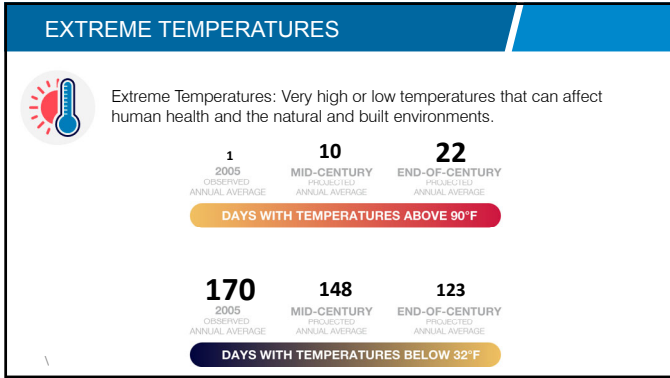 EXTREME TEMPERATURES
Extreme Temperatures: Very high or low temperatures that can affect
human health and the natural and built environments.
1 10 22
2005 MID-CENTURY END-OF-CENTURY
OBSERVED PROJECTED PROJECTED
ANNUAL AVERAGE ANNUAL AVERAGE ANNUAL AVERAGE
DAYS WITH TEMPERATURES ABOVE 90°F
170 148 123
2005 MID-CENTURY END-OF-CENTURY
OBSERVED PROJECTED PROJECTED
ANNUAL AVERAGE ANNUAL AVERAGE ANNUAL AVERAGE
DAYS WITH TEMPERATURES BELOW 32°F
\